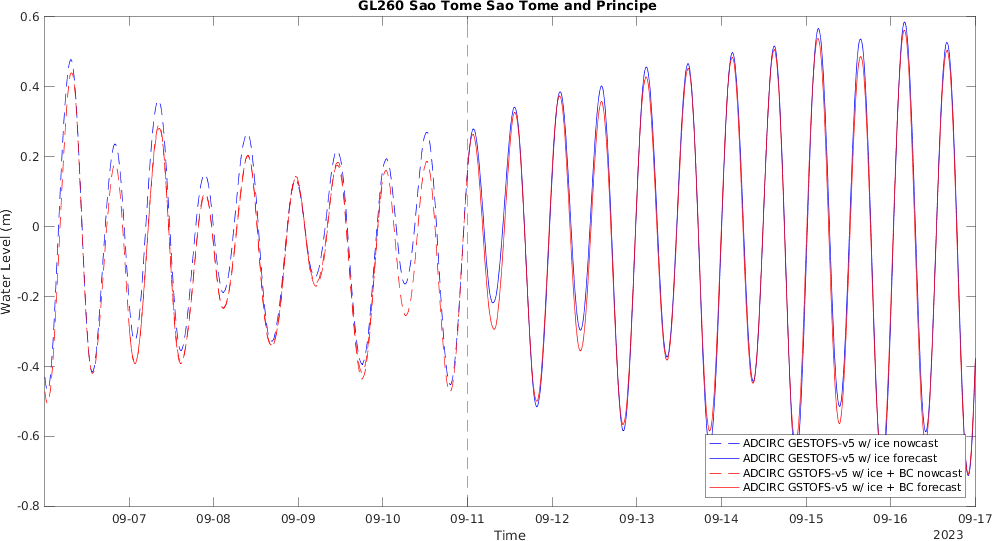 GL260 Sao Tome Sao Tome and Principe
Water Level (m)
0.6
0.4
0.2
0
-0.2
-0.4
-0.6
-0.8
ADCIRC GESTOFS-v5 w/ ice nowcast
ADCIRC GESTOFS-v5 w/ ice forecast
ADCIRC GSTOFS-v5 w/ ice + BC nowcast
ADCIRC GSTOFS-v5 w/ ice + BC forecast
09-07 09-08 09-09 09-10 09-11 09-12 09-13 09-14 09-15 09-16 09-17
Time
2023